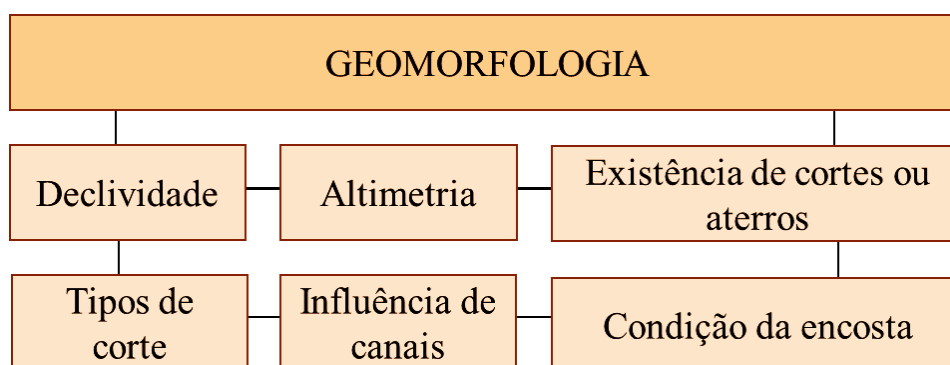 GEOMORFOLOGIA
Declividade
Altimetria
Existência de cortes ou
aterros
Tipos de
corte
Influência de
canais
Condição da encosta